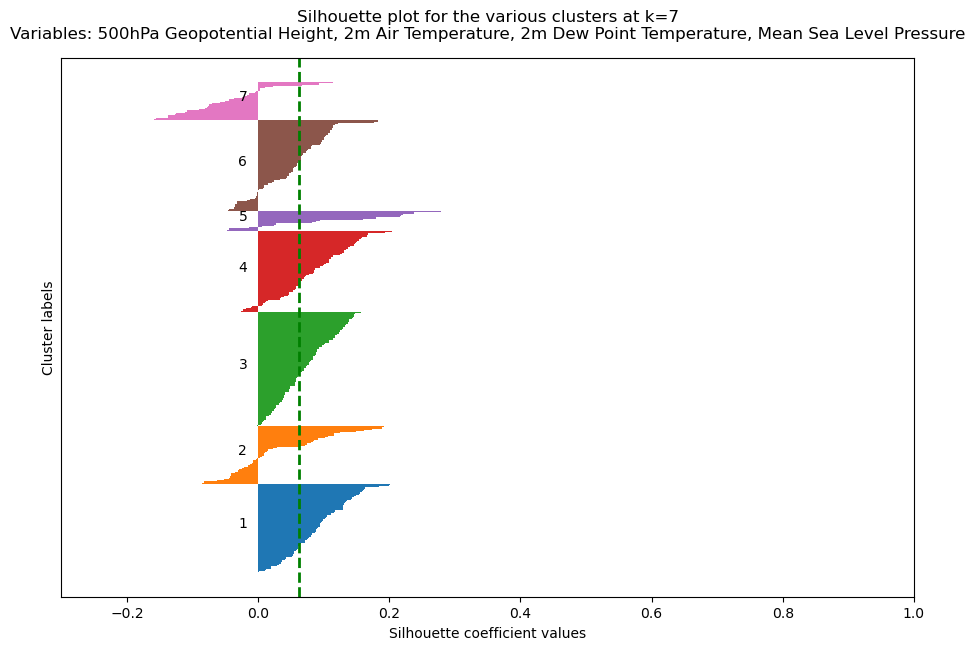 Silhouette plot for the various clusters at k=7
Variables: 500hPa Geopotential Height, 2m Air Temperature, 2m Dew Point Temperature, Mean Sea Level Pressure
7
6
5
4
3
2
1
Cluster labels
−0.2 0.0 0.2 0.4 0.6 0.8 1.0
Silhouette coefficient values